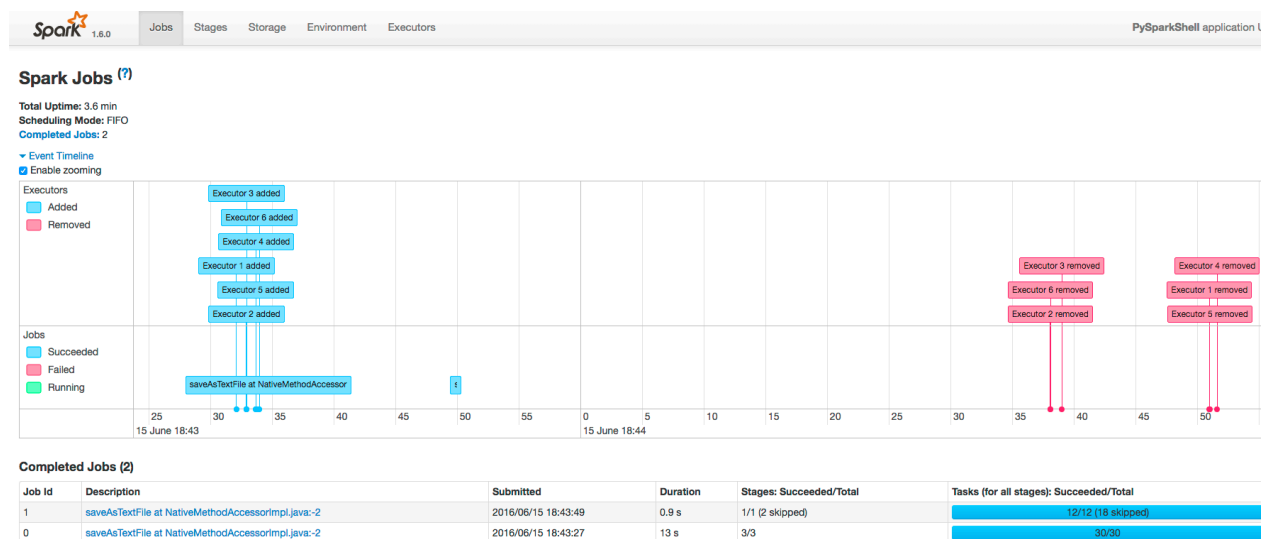 Spark 1.6.0 Jobs Stages Storage Environment Executors PySparkShell application U
Spark Jobs (?)
Total Uptime: 3.6 min
Scheduling Mode: FIFO
Completed Jobs: 2
Event Timeline
Enable zooming
Executors
Added
Removed
Executor 3 added
Executor 6 added
Executor 4 added
Executor 1 added
Executor 5 added
Executor 2 added
Executor 3 removed
Executor 6 removed
Executor 2 removed
Executor 4 removed
Executor 1 removed
Executor 5 removed
Jobs
Succeeded
Failed
Running
saveAsTextFile at NativeMethodAccessor
s
25 30 35 40 45 50 55 0 5 10 15 20 25 30 35 40 45 50
15 June 18:43 15 June 18:44
Completed Jobs (2)
Job Id Description Submitted Duration Stages: Succeeded/Total Tasks (for all stages): Succeeded/Total
1 saveAsTextFile at NativeMethodAccessorImpl.java:-2 2016/06/15 18:43:49 0.9 s 1/1 (2 skipped) 12/12 (18 skipped)
0 saveAsTextFile at NativeMethodAccessorImpl.java:-2 2016/06/15 18:43:27 13 s 3/3 30/30